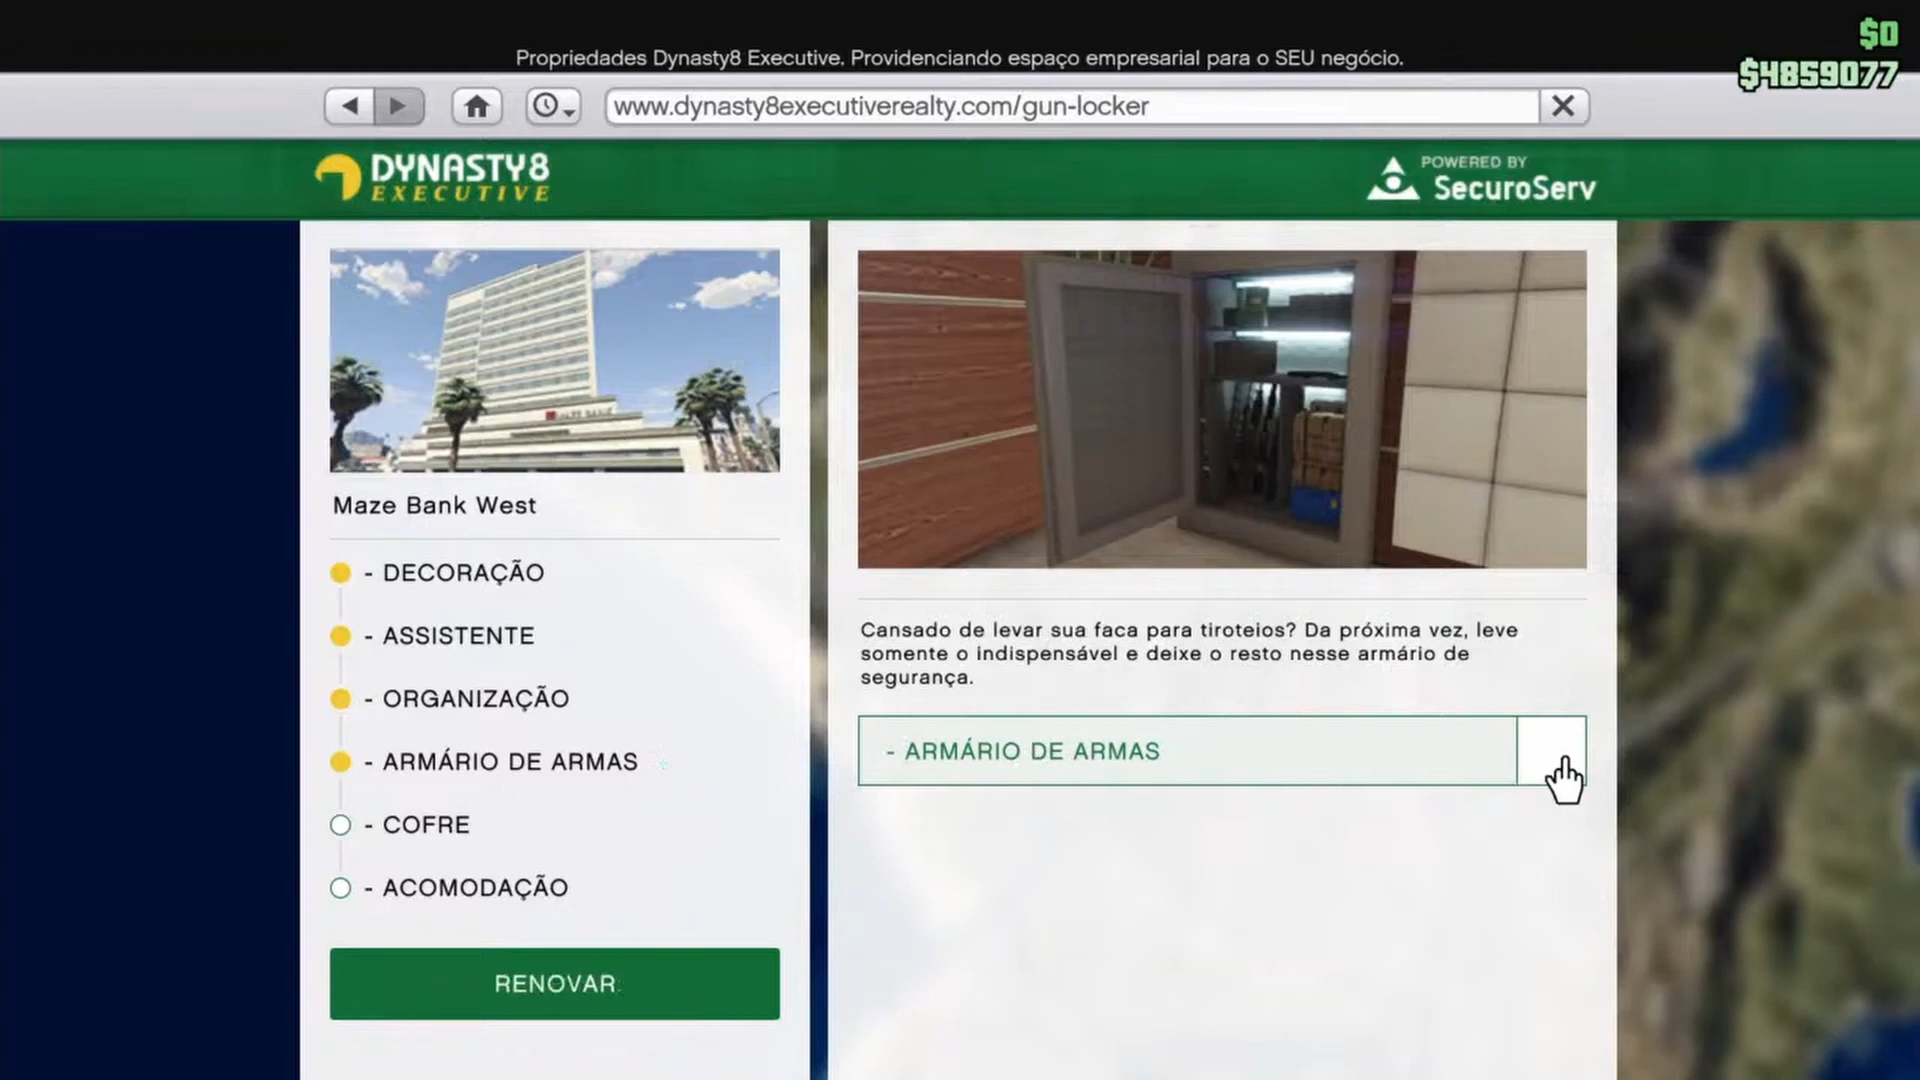 $0
$4859077
Propriedades Dynasty8 Executive. Providenciando espaço empresarial para o SEU negócio.
www.dynasty8executiverealty.com/gun-locker
DYNASTY8
EXECUTIVE
POWERED BY
SecuroServ
MAZE BANK
Maze Bank West
- DECORAÇÃO
- ASSISTENTE
- ORGANIZAÇÃO
- ARMÁRIO DE ARMAS
- COFRE
- ACOMODAÇÃO
RENOVAR
Cansado de levar sua faca para tiroteios? Da próxima vez, leve
somente o indispensável e deixe o resto nesse armário de
segurança.
- ARMÁRIO DE ARMAS